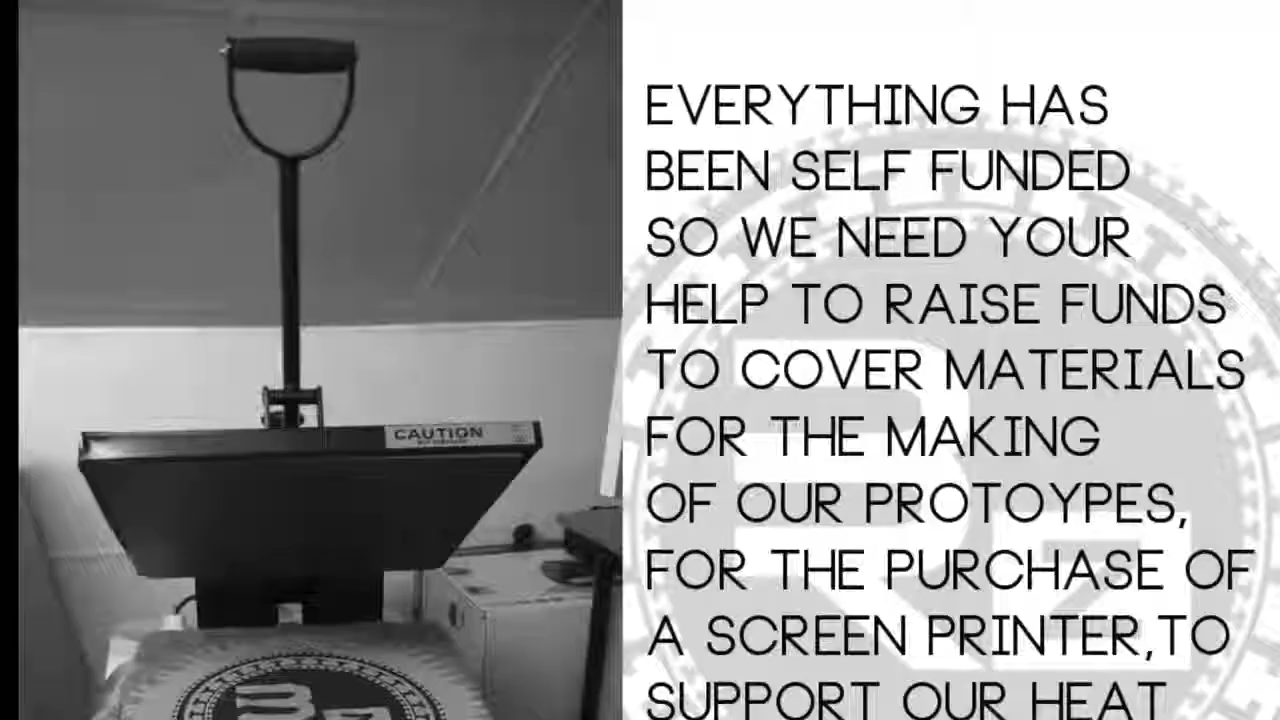 EVERYTHING HAS
BEEN SELF FUNDED
SO WE NEED YOUR
HELP TO RAISE FUNDS
TO COVER MATERIALS
FOR THE MAKING
OF OUR PROTOYPES,
FOR THE PURCHASE OF
A SCREEN PRINTER,TO
SUPPORT OUR HEAT
CAUTION